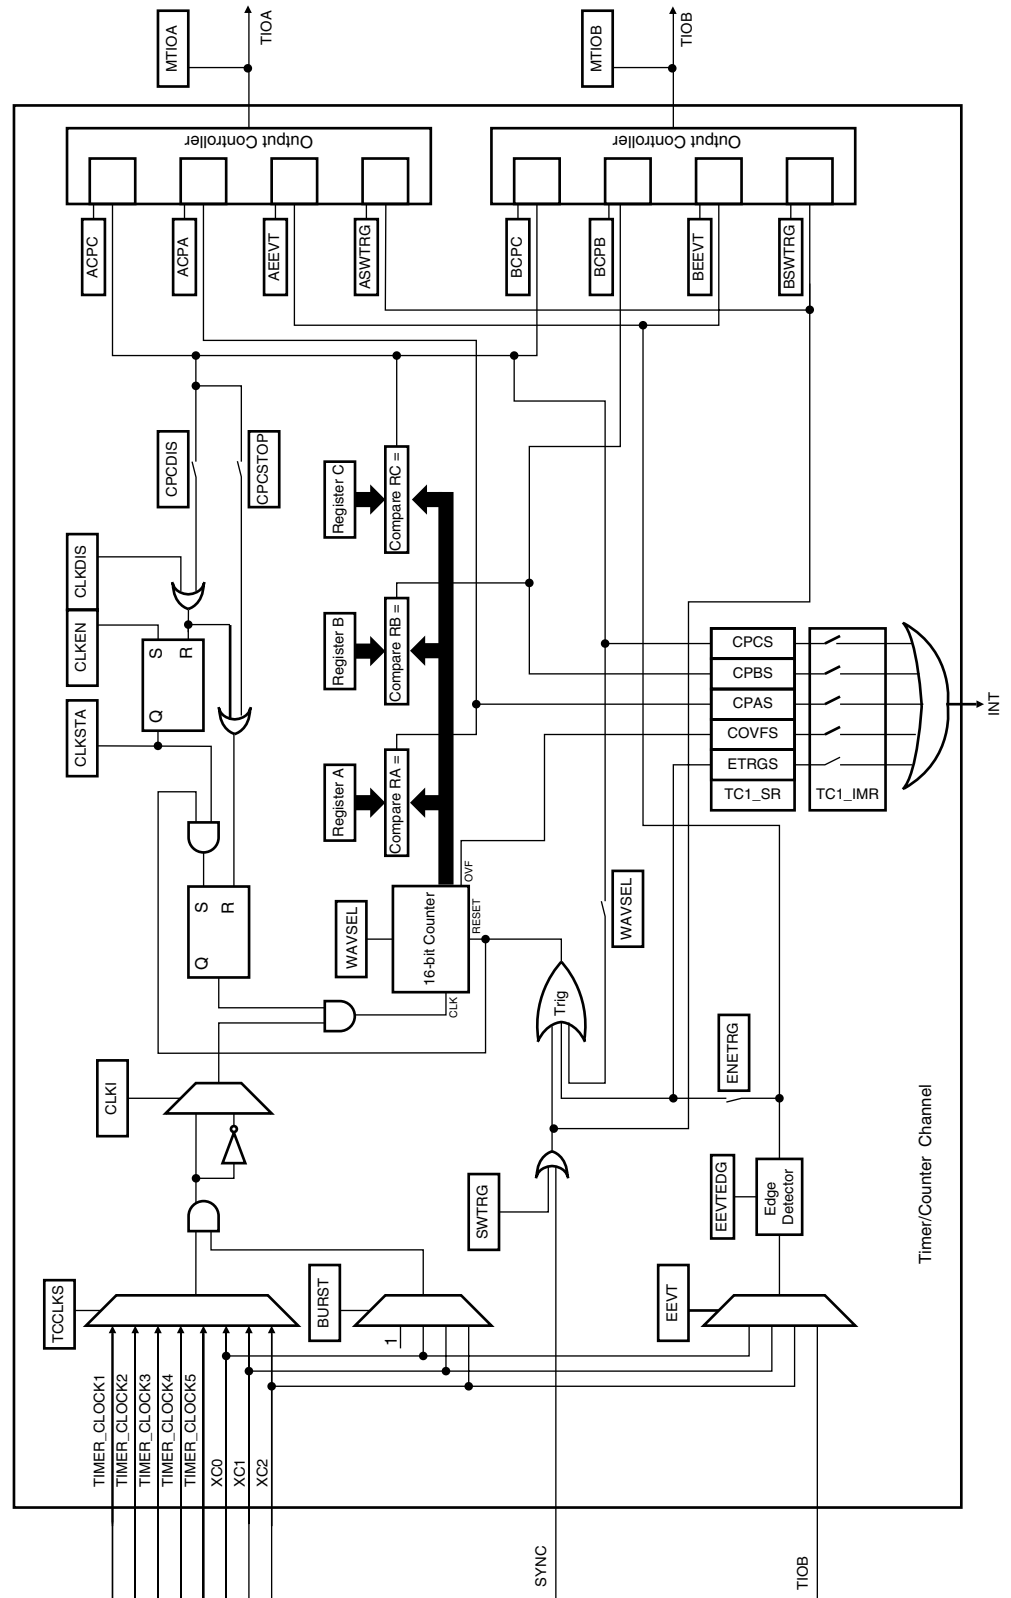 TIMER_CLOCK1
TIMER_CLOCK2
TIMER_CLOCK3
TIMER_CLOCK4
TIMER_CLOCK5
XC0
XC1
XC2
TCCLKS
CLKI
CLKSTA
CLKEN
CLKDIS
Q
S
R
Q
S
R
CPCDIS
CPCSTOP
ACPC
ACPA
AEEVT
ASWTRG
Output Controller
MTIOA
TIOA
BURST
1
WAVSEL
16-bit Counter
CLK
RESET
OVF
Register A
Compare RA =
Register B
Compare RB =
Register C
Compare RC =
SYNC
SWTRG
Trig
WAVSEL
BCPC
BCPB
BEEVT
BSWTRG
Output Controller
MTIOB
TIOB
TIOB
EEVT
EEVTEDG
Edge
Detector
ENETRG
CPCS
CPBS
CPAS
COVFS
ETRGS
TC1_SR
TC1_IMR
INT
Timer/Counter Channel